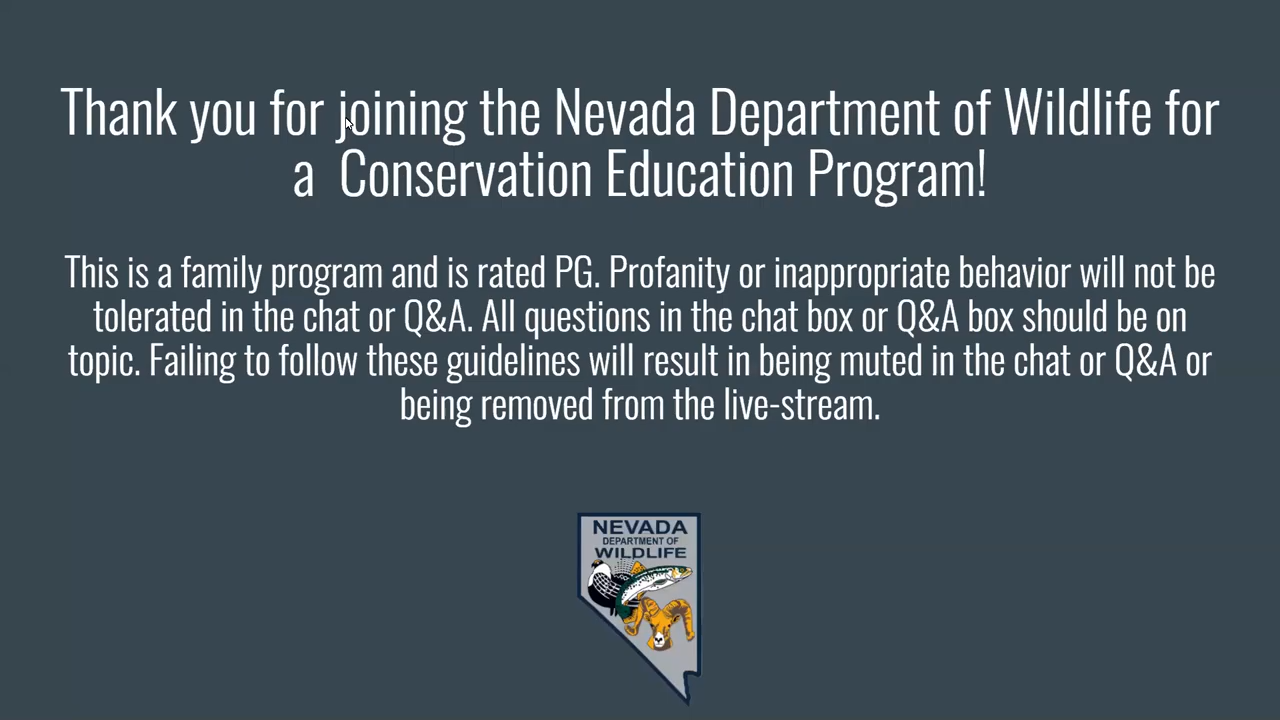 Thank you for joining the Nevada Department of Wildlife for
a Conservation Education Program!
This is a family program and is rated PG. Profanity or inappropriate behavior will not be
tolerated in the chat or Q&A. All questions in the chat box or Q&A box should be on
topic. Failing to follow these guidelines will result in being muted in the chat or Q&A or
being removed from the live-stream.
NEVADA
DEPARTMENT OF
WILDLIFE